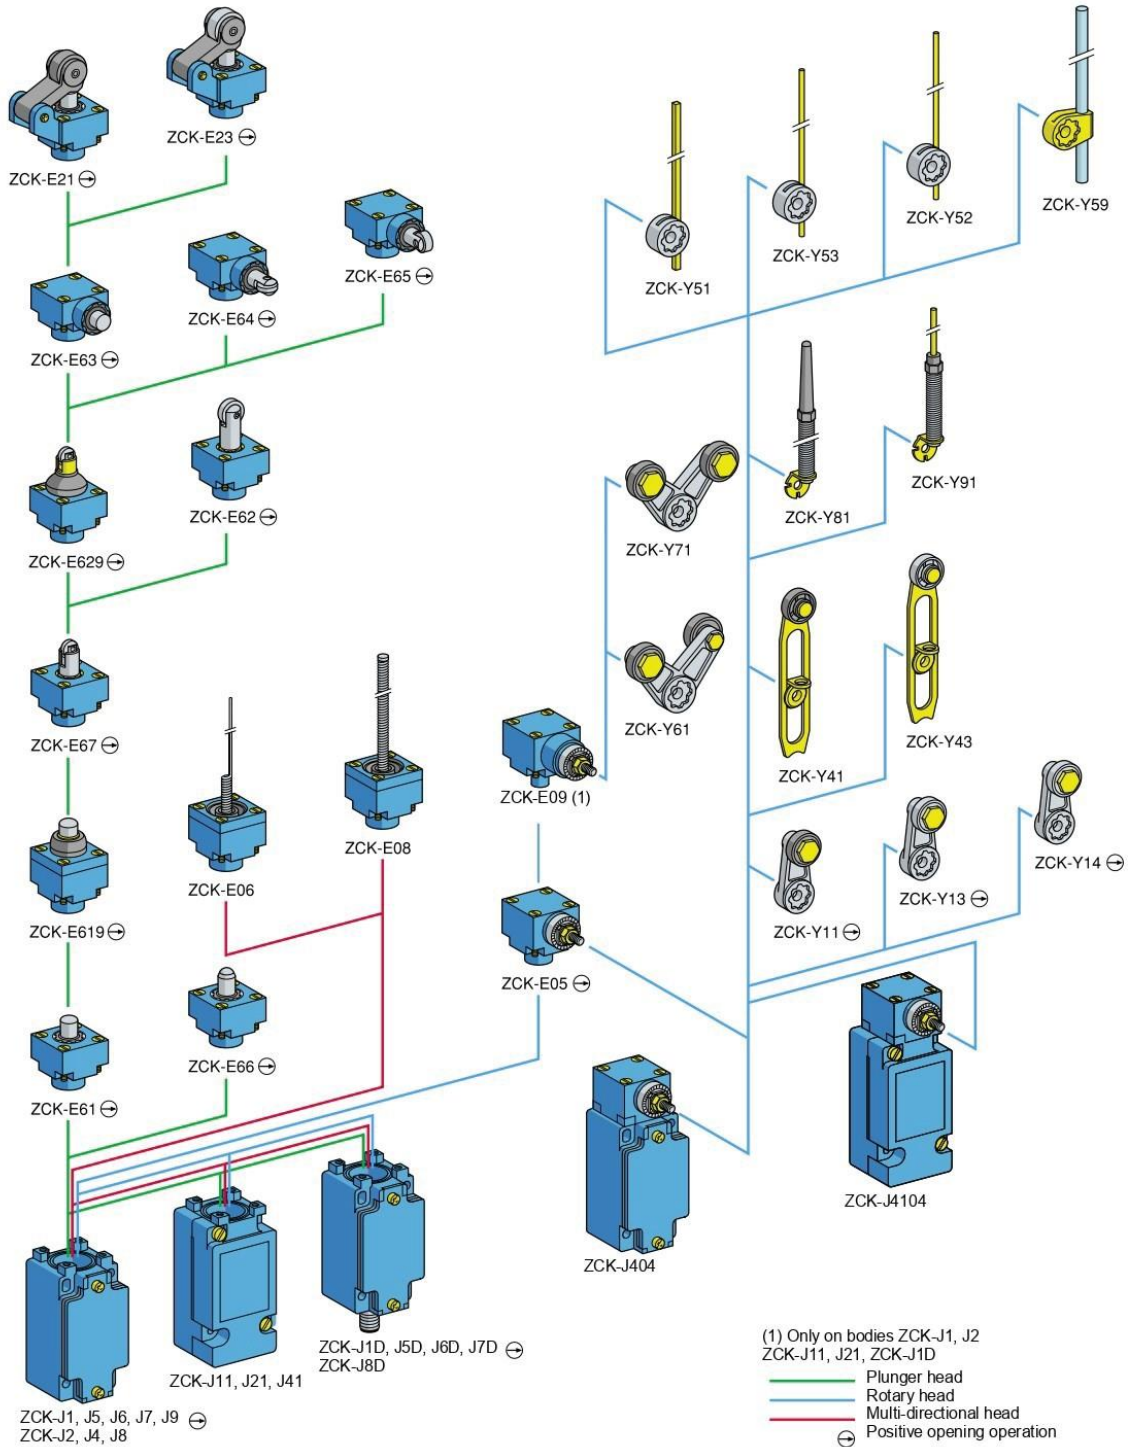 ZCK-E21 ⊖
ZCK-E23 ⊖
ZCK-E63 ⊖
ZCK-E64 ⊖
ZCK-E65 ⊖
ZCK-E629 ⊖
ZCK-E62 ⊖
ZCK-E67 ⊖
ZCK-E06
ZCK-E08
ZCK-E619 ⊖
ZCK-E66 ⊖
ZCK-E61 ⊖
ZCK-Y51
ZCK-Y53
ZCK-Y52
ZCK-Y59
ZCK-Y71
ZCK-Y81
ZCK-Y91
ZCK-Y61
ZCK-Y41
ZCK-Y43
ZCK-E09 (1)
ZCK-Y11 ⊖
ZCK-Y13 ⊖
ZCK-Y14 ⊖
ZCK-E05 ⊖
ZCK-J404
ZCK-J4104
ZCK-J1, J5, J6, J7, J9 ⊖
ZCK-J2, J4, J8
ZCK-J11, J21, J41
ZCK-J1D, J5D, J6D, J7D ⊖
ZCK-J8D
(1) Only on bodies ZCK-J1, J2
ZCK-J11, J21, ZCK-J1D
Plunger head
Rotary head
Multi-directional head
⊖ Positive opening operation